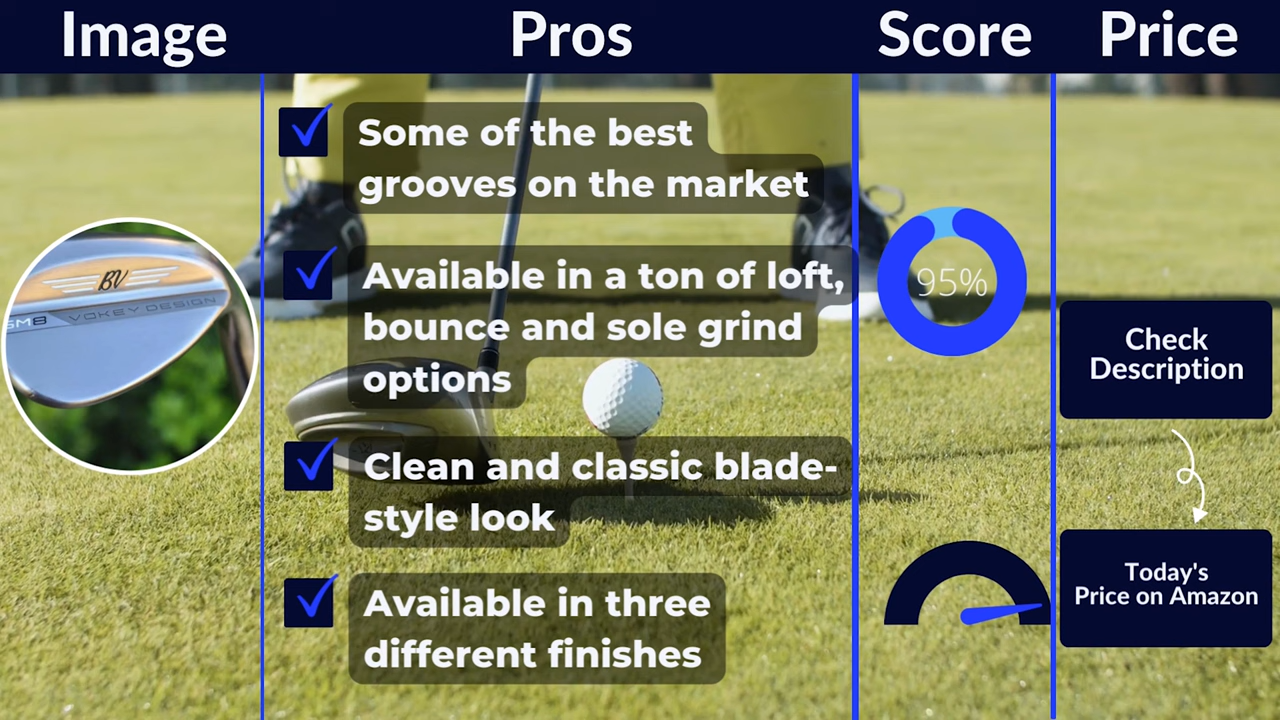 Image
Pros
Score
Price
BV
SM8
VOKEY DESIGN
Some of the best
grooves on the market
Available in a ton of loft,
bounce and sole grind
options
Clean and classic blade-
style look
Available in three
different finishes
95%
Check
Description
Today's
Price on Amazon